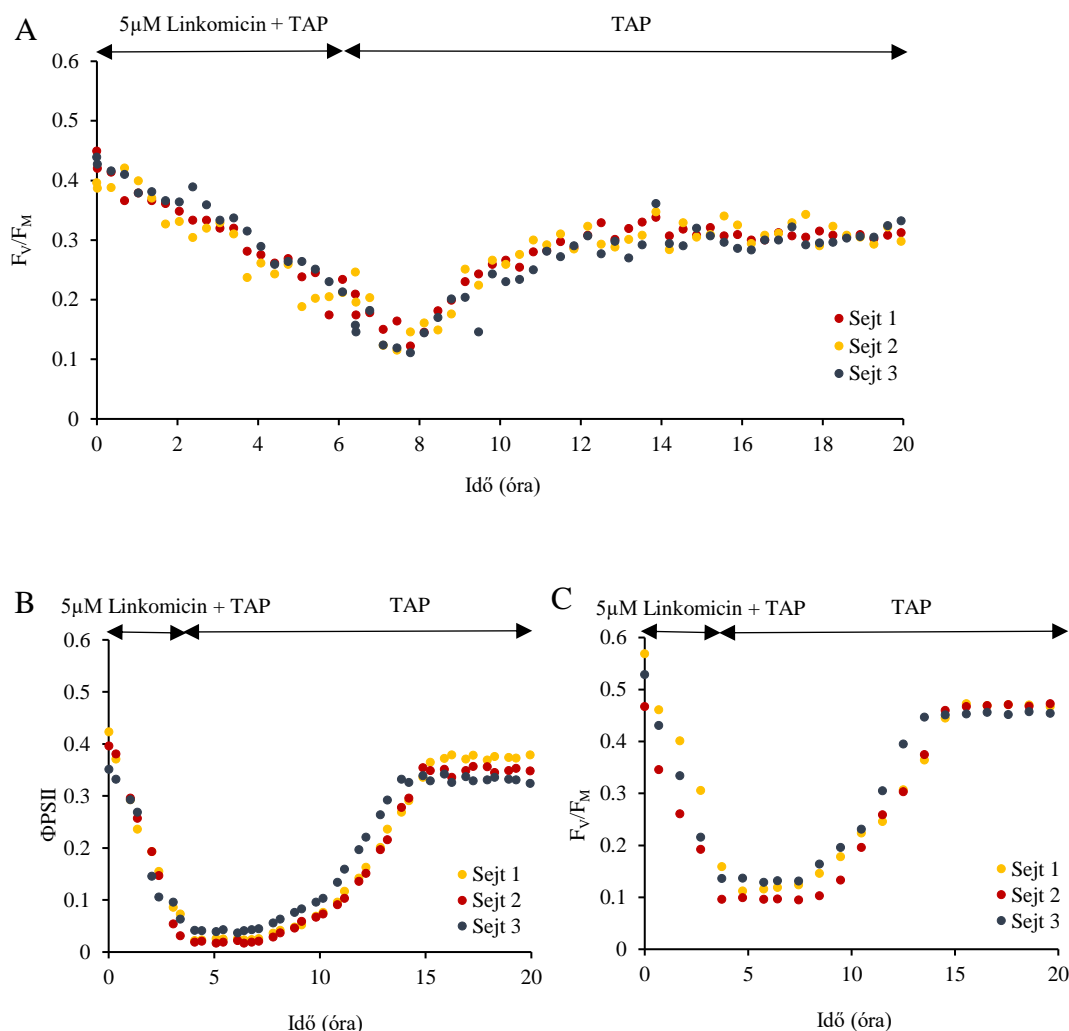 A
5µM Linkomicin + TAP
TAP
0.6
0.5
0.4
0.3
0.2
0.1
0
F_V/F_M
0 2 4 6 8 10 12 14 16 18 20
Idő (óra)
Sejt 1
Sejt 2
Sejt 3
B
5µM Linkomicin + TAP
TAP
0.6
0.5
0.4
0.3
0.2
0.1
0
ΦPSII
0 5 10 15 20
Idő (óra)
Sejt 1
Sejt 2
Sejt 3
C
5µM Linkomicin + TAP
TAP
0.6
0.5
0.4
0.3
0.2
0.1
0
F_V/F_M
0 5 10 15 20
Idő (óra)
Sejt 1
Sejt 2
Sejt 3